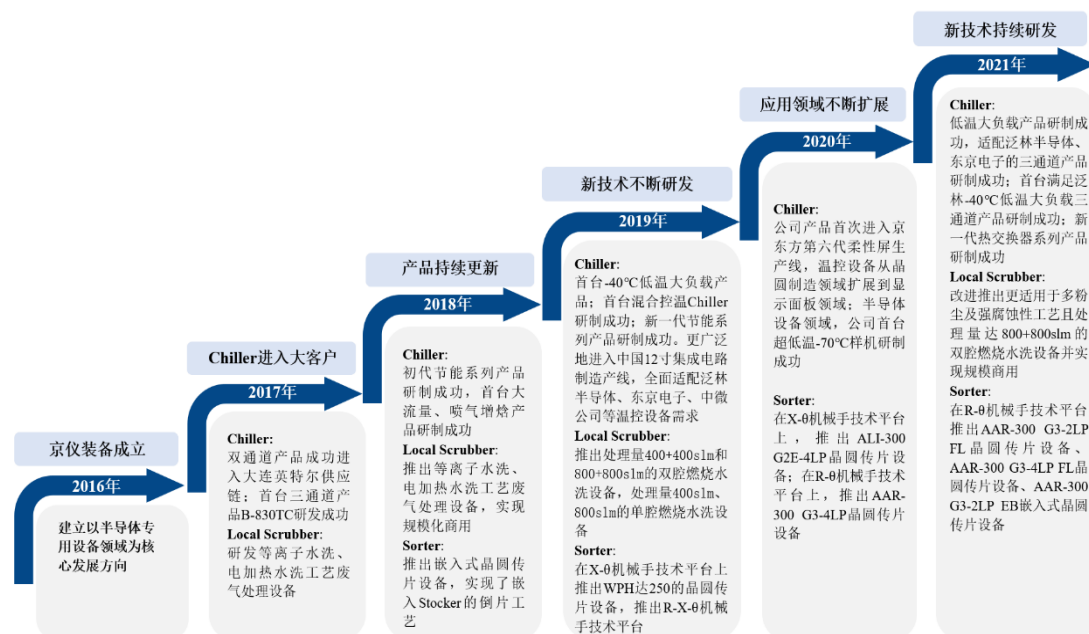 京仪装备成立
2016年
建立以半导体专
用设备领域为核
心发展方向
Chiller进入大客户
2017年
Chiller:
双通道产品成功进
入大连英特尔供应
链；首台三通道产
品B-830TC研发成功
Local Scrubber:
研发等离子水洗、
电加热水洗工艺废
气处理设备
产品持续更新
2018年
Chiller:
初代节能系列产品
研制成功，首台大
流量、喷气增焓产
品研制成功
Local Scrubber:
推出等离子水洗、
电加热水洗工艺废
气处理设备，实现
规模化商用
Sorter:
推出嵌入式晶圆传
片设备，实现了嵌
入Stocker的倒片工
艺
新技术不断研发
2019年
Chiller:
首台-40℃低温大负载产
品；首台混合控温Chiller
研制成功；新一代节能系
列产品研制成功。更广泛
地进入中国12寸集成电路
制造产线，全面适配泛林
半导体、东京电子、中微
公司等温控设备需求
Local Scrubber:
推出处理量400+400slm和
800+800slm的双腔燃烧水
洗设备，处理量400slm、
800slm的单腔燃烧水洗设
备
Sorter:
在X-θ机械手技术平台上
推出WPH达250的晶圆传
片设备，推出R-X-θ机械
手技术平台
应用领域不断扩展
2020年
Chiller:
公司产品首次进入京
东方第六代柔性屏生
产线，温控设备从晶
圆制造领域扩展到显
示面板领域；半导体
设备领域，公司首台
超低温-70℃样机研制
成功
Sorter:
在X-θ机械手技术平台
上，推出ALI-300
G2E-4LP晶圆传片设
备；在R-θ机械手技术
平台上，推出AAR-
300 G3-4LP晶圆传片
设备
新技术持续研发
2021年
Chiller:
低温大负载产品研制成
功，适配泛林半导体、
东京电子的三通道产品
研制成功；首台满足泛
林-40℃低温大负载三
通道产品研制成功；新
一代热交换器系列产品
研制成功
Local Scrubber:
改进推出更适用于多粉
尘及强腐蚀性工艺且处
理量达800+800slm的
双腔燃烧水洗设备并实
现规模商用
Sorter:
在R-θ机械手技术平台
推出AAR-300 G3-2LP
FL晶圆传片设备、
AAR-300 G3-4LP FL晶
圆传片设备、AAR-300
G3-2LP EB嵌入式晶圆
传片设备